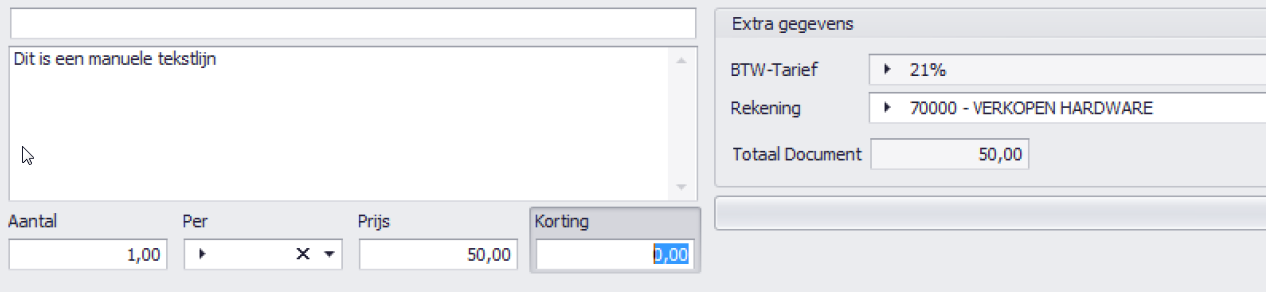 Dit is een manuele tekstlijn
Aantal Per Prijs Korting
1,00 50,00 0,00
Extra gegevens
BTW-Tarief 21%
Rekening 70000 - VERKOPEN HARDWARE
Totaal Document 50,00